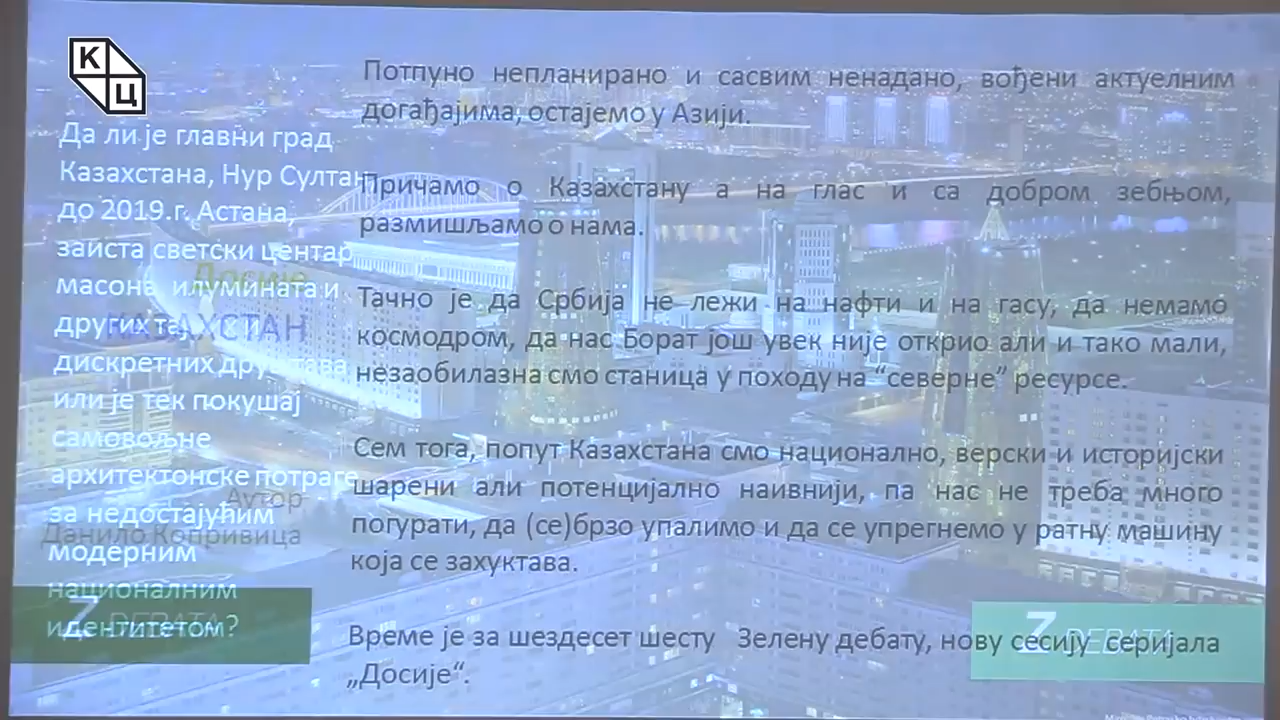 КЦ
Да ли је главни град
Казахстана, Нур Султан
до 2019.г. Астана,
заиста светски центар
масона, илумината и
других
дискретних друштава
или је тек покушај
самовољне
архитектонске потраге
за недостајућим
модерним
националним
идентитетом?
Досије
КАЗАХСТАН
Аутор
Данило Копривица
Z DEBATA
Потпуно непланирано и сасвим ненадано, вођени актуелним
догађајима, остајемо у Азији.
Причамо о Казахстану а на глас и са добром зебњом,
размишљамо о нама.
Тачно је да Србија не лежи на нафти и на гасу, да немамо
космодром, да нас Борат још увек није открио али и тако мали,
незаобилазна смо станица у походу на “северне” ресурсе.
Сем тога, попут Казахстана смо национално, верски и историјски
шарени али потенцијално наивнији, па нас не треба много
погурати, да (се)брзо упалимо и да се упрегнемо у ратну машину
која се захуктава.
Време је за шездесет шесту Зелену дебату, нову сесију серијала
„Досије“.
Z DEBATA